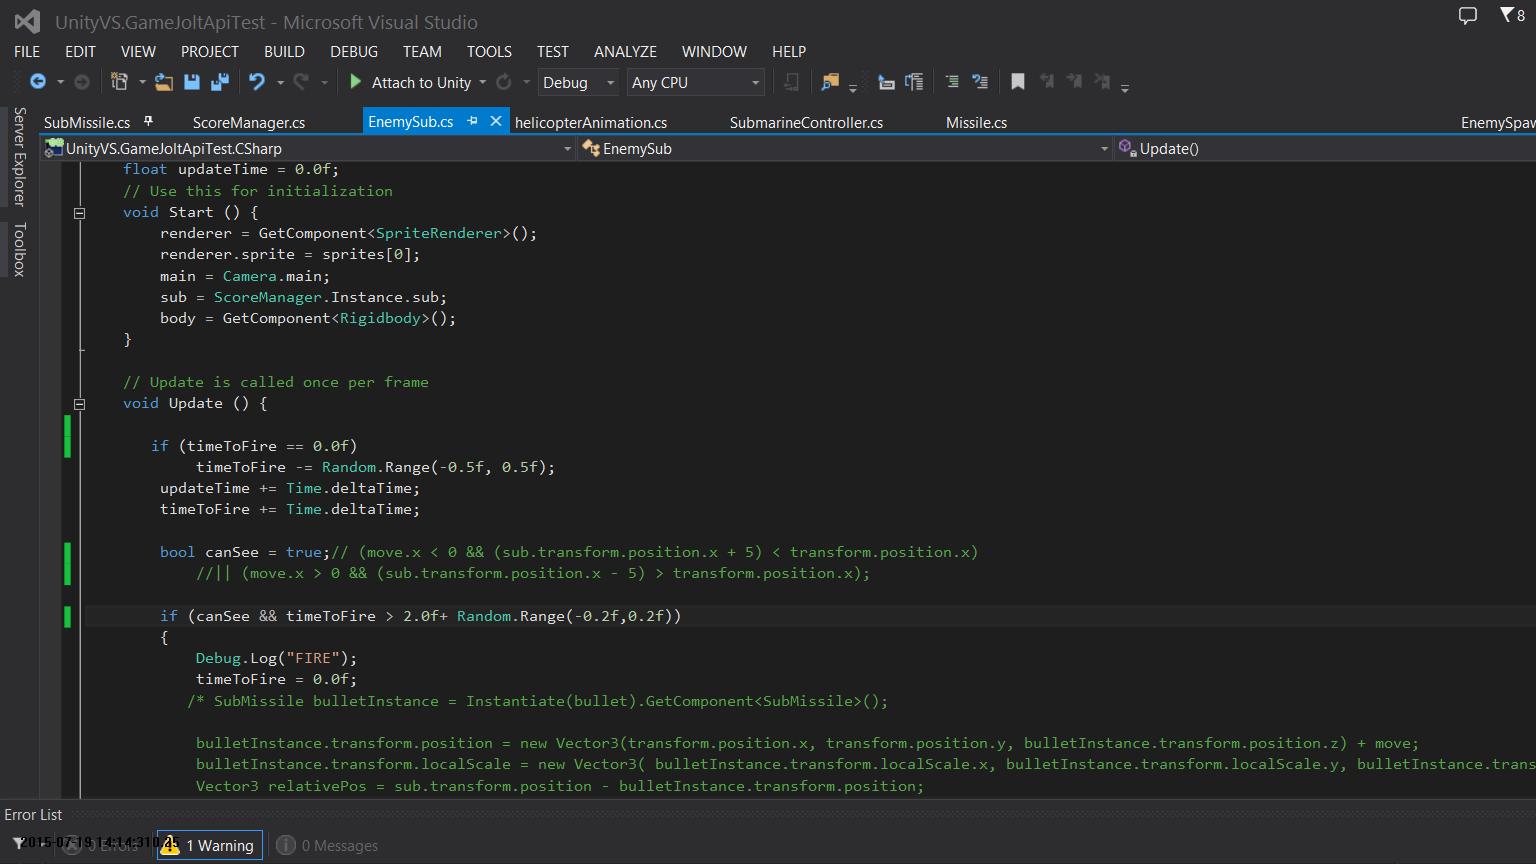 UnityVS.GameJoltApiTest - Microsoft Visual Studio
8
FILE EDIT VIEW PROJECT BUILD DEBUG TEAM TOOLS TEST ANALYZE WINDOW HELP
Attach to Unity Debug Any CPU
Server Explorer
Toolbox
SubMissile.cs ScoreManager.cs EnemySub.cs helicopterAnimation.cs SubmarineController.cs Missile.cs EnemySpaw
UnityVS.GameJoltApiTest.CSharp EnemySub Update()
float updateTime = 0.0f;
// Use this for initialization
void Start () {
renderer = GetComponent<SpriteRenderer>();
renderer.sprite = sprites[0];
main = Camera.main;
sub = ScoreManager.Instance.sub;
body = GetComponent<Rigidbody>();
}
// Update is called once per frame
void Update () {
if (timeToFire == 0.0f)
timeToFire -= Random.Range(-0.5f, 0.5f);
updateTime += Time.deltaTime;
timeToFire += Time.deltaTime;
bool canSee = true;// (move.x < 0 && (sub.transform.position.x + 5) < transform.position.x)
//|| (move.x > 0 && (sub.transform.position.x - 5) > transform.position.x);
if (canSee && timeToFire > 2.0f+ Random.Range(-0.2f,0.2f))
{
Debug.Log("FIRE");
timeToFire = 0.0f;
/* SubMissile bulletInstance = Instantiate(bullet).GetComponent<SubMissile>();
bulletInstance.transform.position = new Vector3(transform.position.x, transform.position.y, bulletInstance.transform.position.z) + move;
bulletInstance.transform.localScale = new Vector3( bulletInstance.transform.localScale.x, bulletInstance.transform.localScale.y, bulletInstance.trans
Vector3 relativePos = sub.transform.position - bulletInstance.transform.position;
Error List
0 Errors 1 Warning 0 Messages